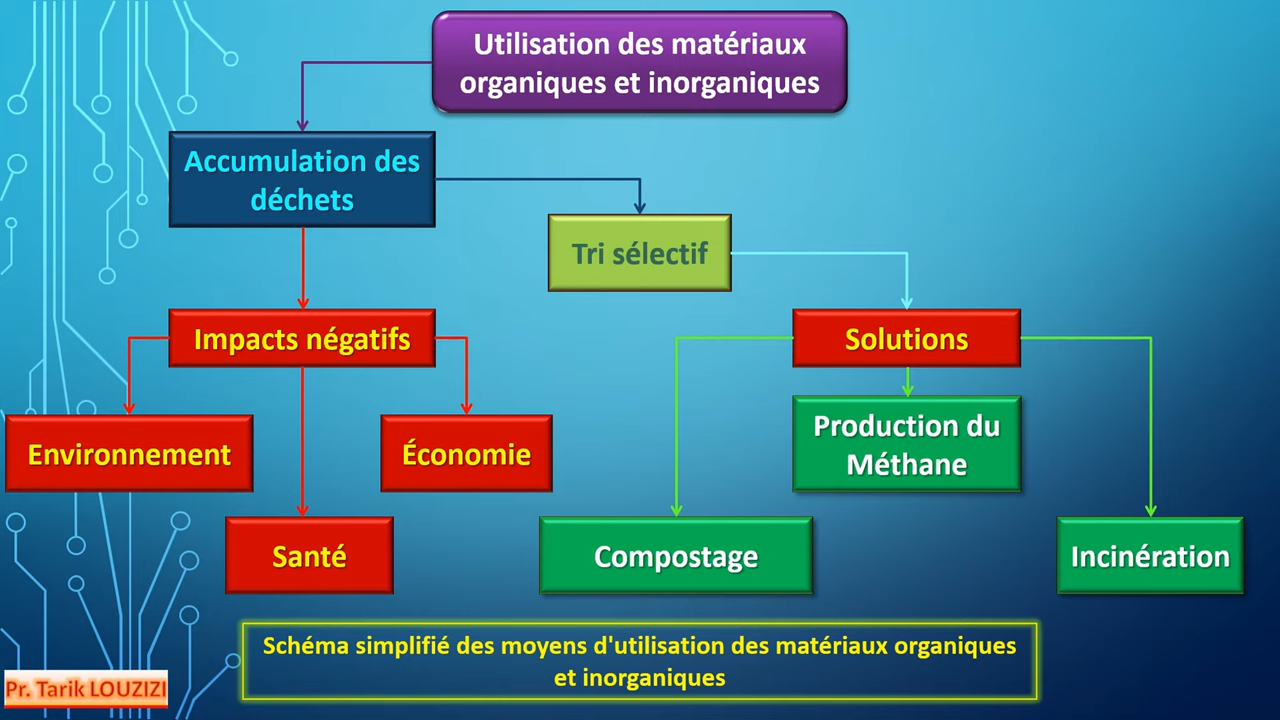 Utilisation des matériaux
organiques et inorganiques
Accumulation des
déchets
Tri sélectif
Impacts négatifs
Solutions
Environnement
Économie
Production du
Méthane
Santé
Compostage
Incinération
Schéma simplifié des moyens d'utilisation des matériaux organiques
et inorganiques
Pr. Tarik LOUZIZI